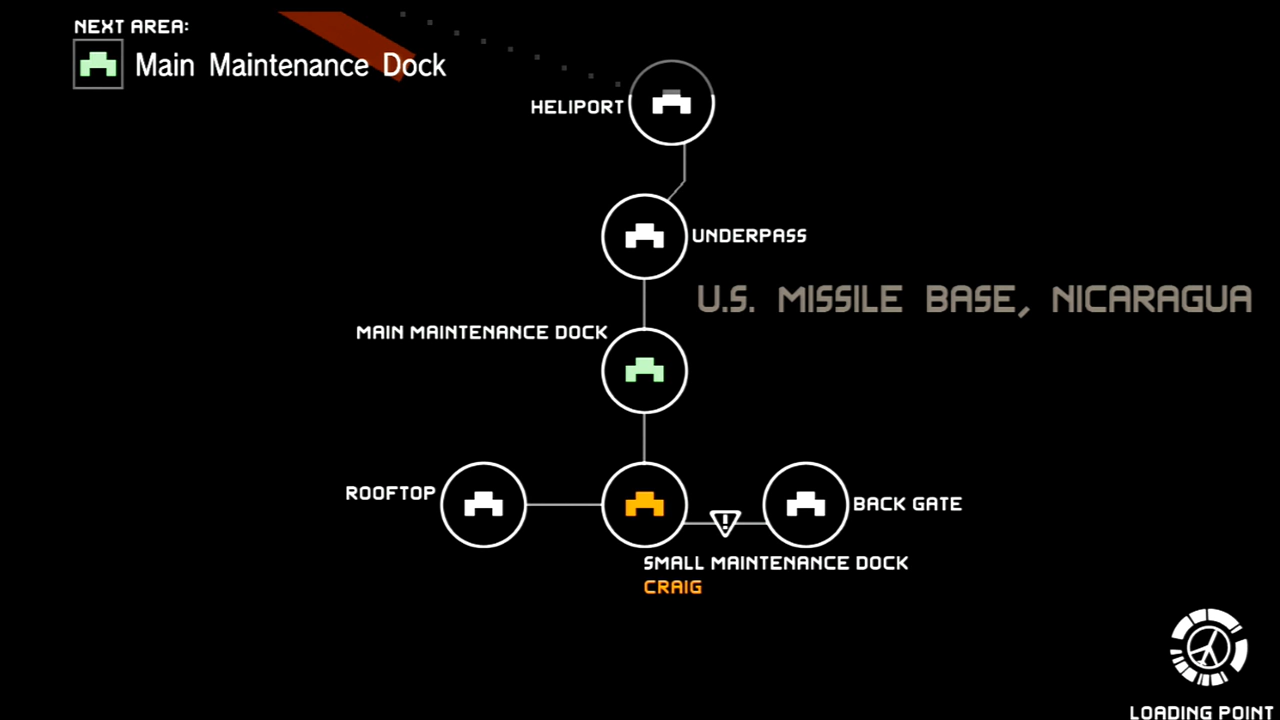 NEXT AREA:
Main Maintenance Dock
HELIPORT
UNDERPASS
U.S. MISSILE BASE, NICARAGUA
MAIN MAINTENANCE DOCK
ROOFTOP
BACK GATE
SMALL MAINTENANCE DOCK
CRAIG
LOADING POINT